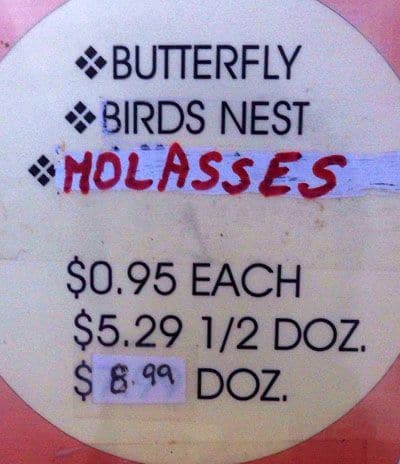 ❖BUTTERFLY
❖BIRDS NEST
❖MOLASSES
$0.95 EACH
$5.29 1/2 DOZ.
$8.99 DOZ.